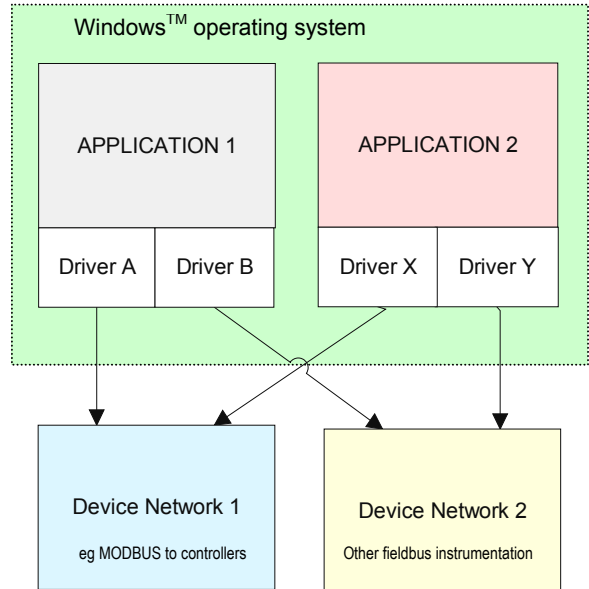 Windows™ operating system
APPLICATION 1
APPLICATION 2
Driver A
Driver B
Driver X
Driver Y
Device Network 1
eg MODBUS to controllers
Device Network 2
Other fieldbus instrumentation